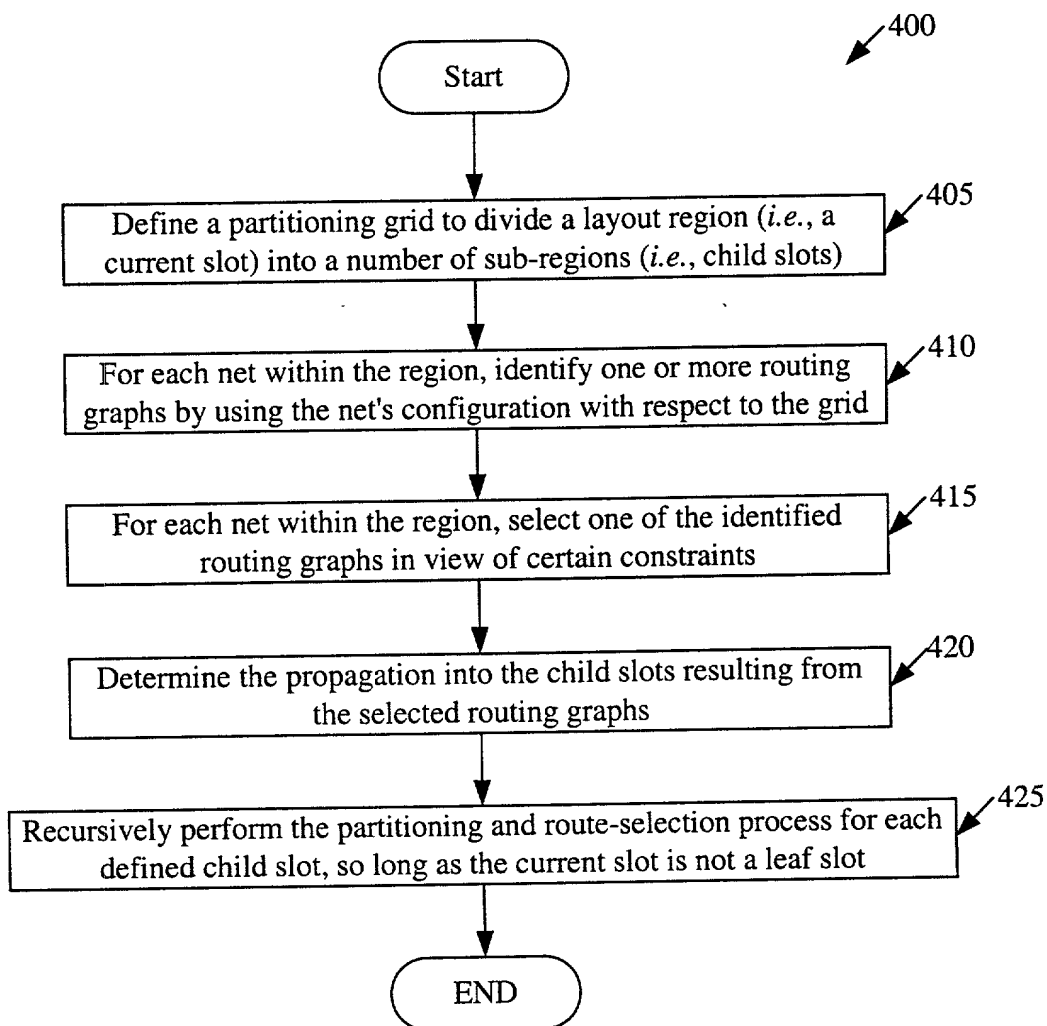 400
Start
405
Define a partitioning grid to divide a layout region (i.e., a
current slot) into a number of sub-regions (i.e., child slots)
410
For each net within the region, identify one or more routing
graphs by using the net's configuration with respect to the grid
415
For each net within the region, select one of the identified
routing graphs in view of certain constraints
420
Determine the propagation into the child slots resulting from
the selected routing graphs
425
Recursively perform the partitioning and route-selection process for each
defined child slot, so long as the current slot is not a leaf slot
END